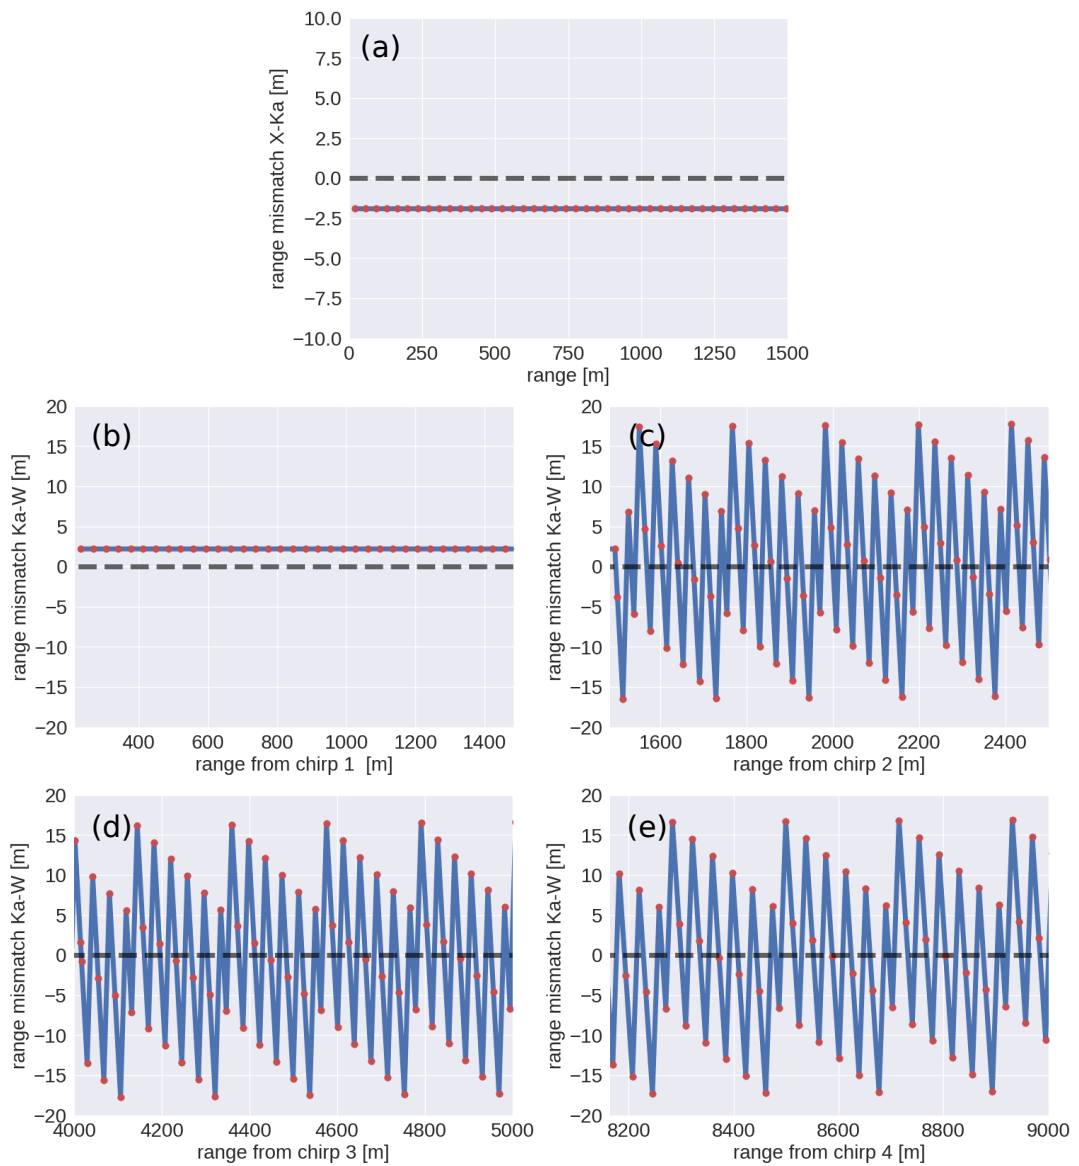 (a)
range mismatch X-Ka [m]
10.0
7.5
5.0
2.5
0.0
−2.5
−5.0
−7.5
−10.0
0 250 500 750 1000 1250 1500
range [m]
(b)
range mismatch Ka-W [m]
20
15
10
5
0
−5
−10
−15
−20
400 600 800 1000 1200 1400
range from chirp 1 [m]
(c)
range mismatch Ka-W [m]
20
15
10
5
0
−5
−10
−15
−20
1600 1800 2000 2200 2400
range from chirp 2 [m]
(d)
range mismatch Ka-W [m]
20
15
10
5
0
−5
−10
−15
−20
4000 4200 4400 4600 4800 5000
range from chirp 3 [m]
(e)
range mismatch Ka-W [m]
20
15
10
5
0
−5
−10
−15
−20
8200 8400 8600 8800 9000
range from chirp 4 [m]